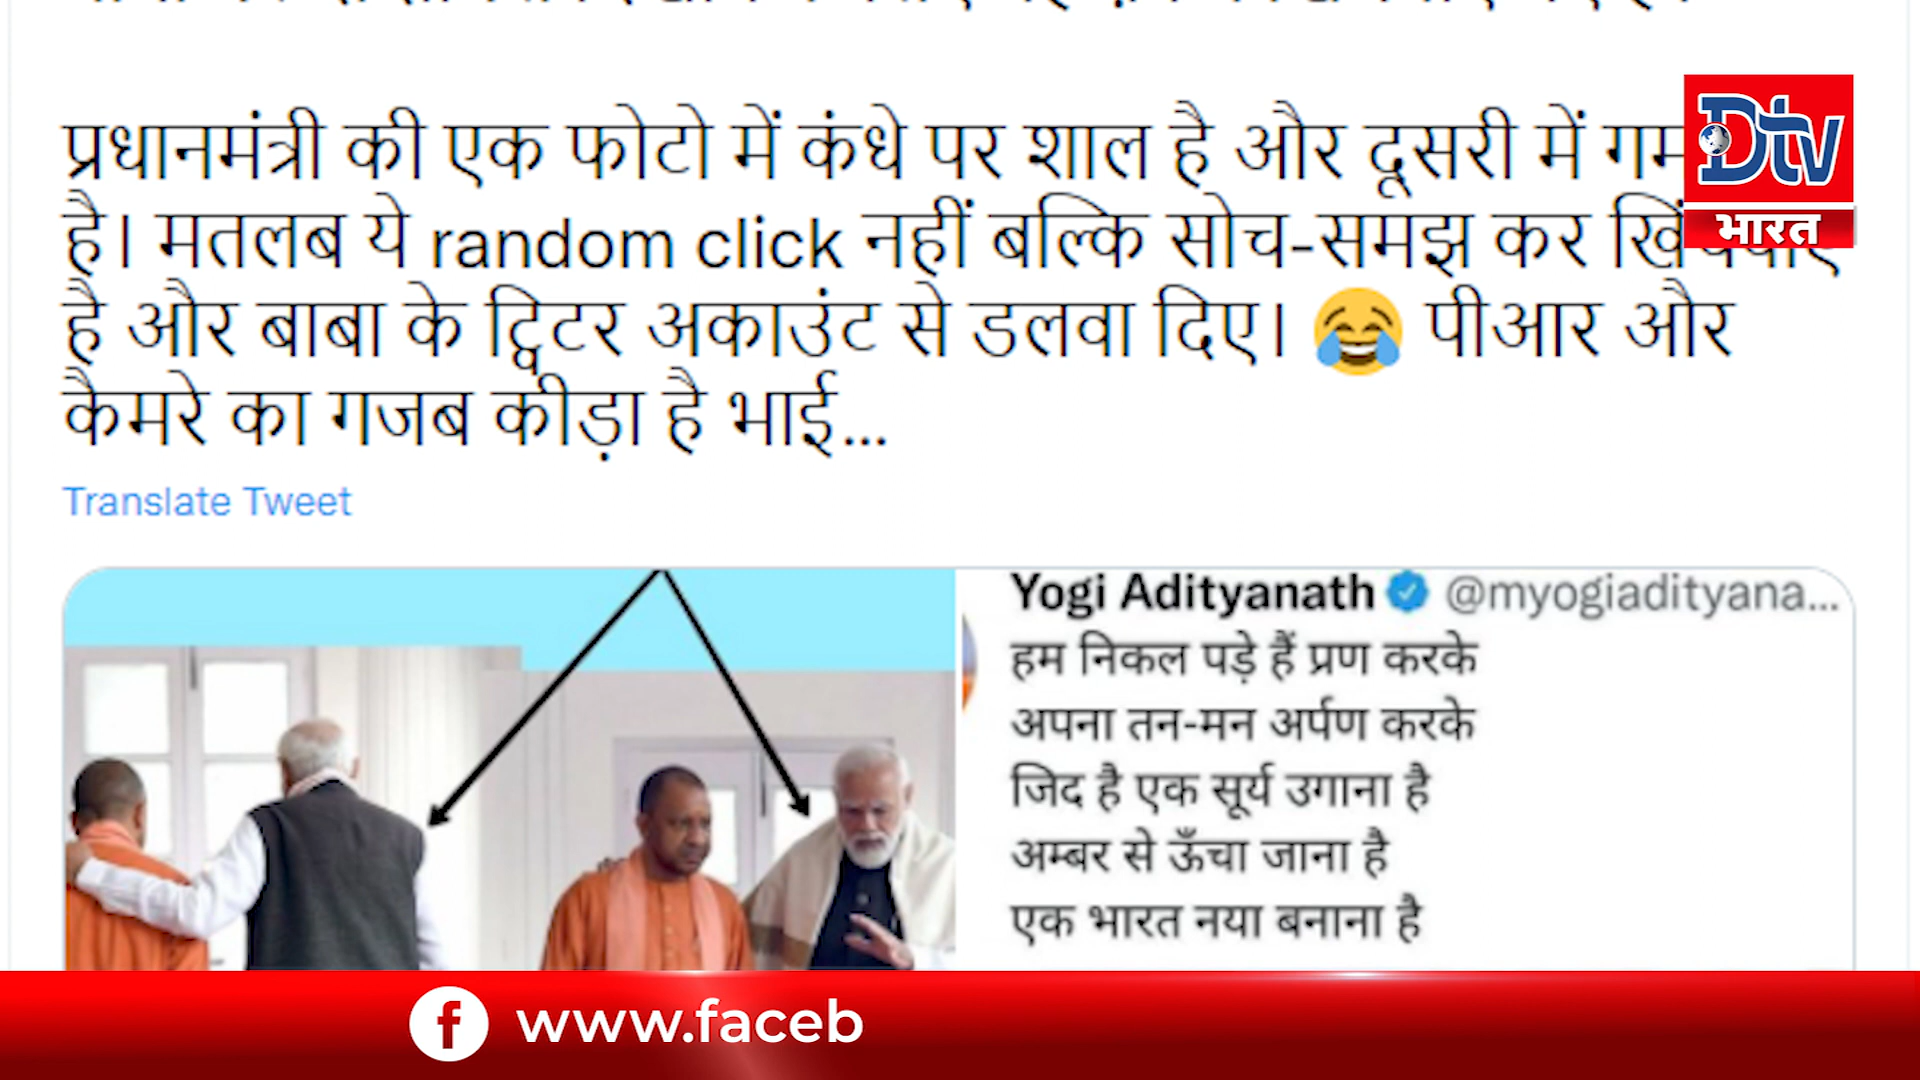 प्रधानमंत्री की एक फोटो में कंधे पर शाल है और दूसरी में
है। मतलब ये random click नहीं बल्कि सोच-समझ कर
है और बाबा के ट्विटर अकाउंट से डलवा दिए। 😂 पीआर और
कैमरे का गजब कीड़ा है भाई...
Translate Tweet
Dtv
भारत
Yogi Adityanath @myogiadityana...
हम निकल पड़े हैं प्रण करके
अपना तन-मन अर्पण करके
जिद है एक सूर्य उगाना है
अम्बर से ऊँचा जाना है
एक भारत नया बनाना है
www.faceb